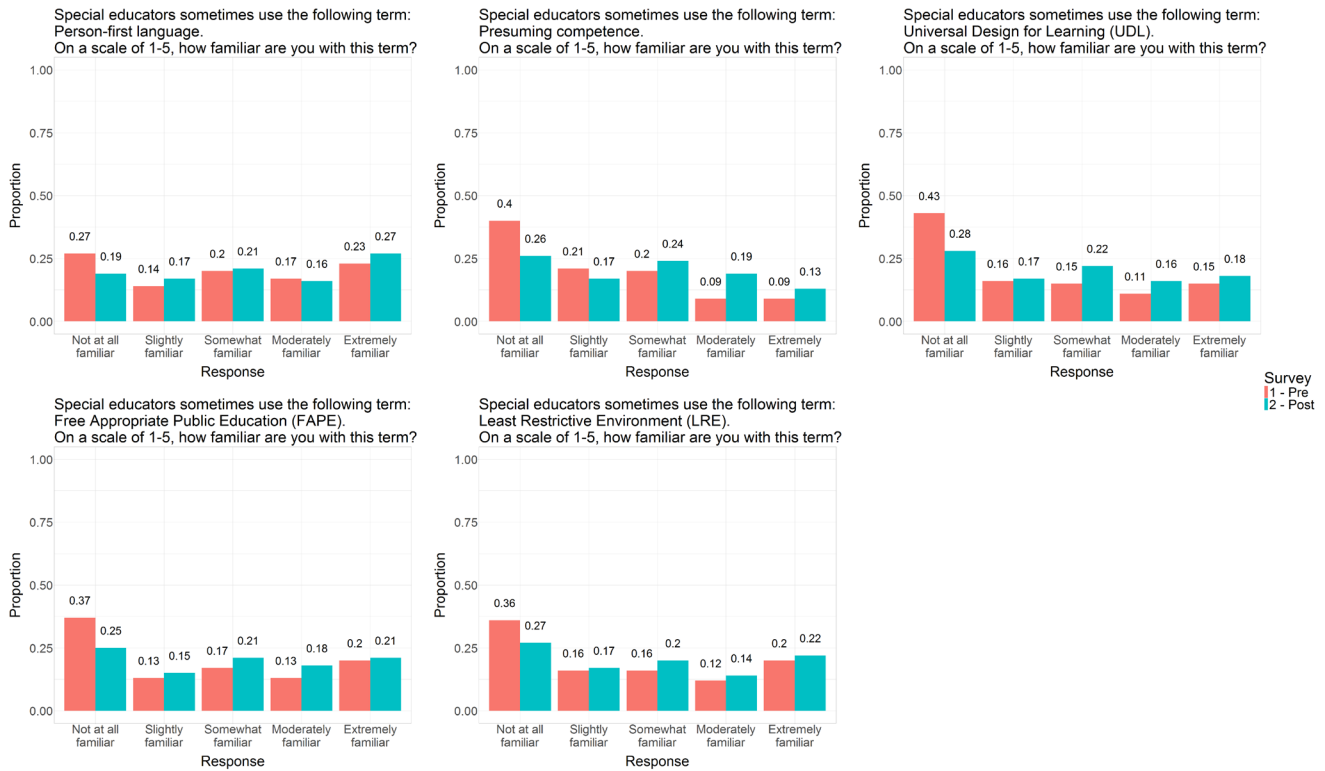 Special educators sometimes use the following term:
Person-first language.
On a scale of 1-5, how familiar are you with this term?
1.00
0.75
0.50
0.25
0.00
Proportion
0.27
0.19
0.14
0.17
0.2
0.21
0.17
0.16
0.23
0.27
Not at all familiar
Slightly familiar
Somewhat familiar
Moderately familiar
Extremely familiar
Response
Special educators sometimes use the following term:
Presuming competence.
On a scale of 1-5, how familiar are you with this term?
1.00
0.75
0.50
0.25
0.00
Proportion
0.4
0.26
0.21
0.17
0.2
0.24
0.09
0.19
0.09
0.13
Not at all familiar
Slightly familiar
Somewhat familiar
Moderately familiar
Extremely familiar
Response
Special educators sometimes use the following term:
Universal Design for Learning (UDL).
On a scale of 1-5, how familiar are you with this term?
1.00
0.75
0.50
0.25
0.00
Proportion
0.43
0.28
0.16
0.17
0.15
0.22
0.11
0.16
0.15
0.18
Not at all familiar
Slightly familiar
Somewhat familiar
Moderately familiar
Extremely familiar
Response
Survey
1 - Pre
2 - Post
Special educators sometimes use the following term:
Free Appropriate Public Education (FAPE).
On a scale of 1-5, how familiar are you with this term?
1.00
0.75
0.50
0.25
0.00
Proportion
0.37
0.25
0.13
0.15
0.17
0.21
0.13
0.18
0.2
0.21
Not at all familiar
Slightly familiar
Somewhat familiar
Moderately familiar
Extremely familiar
Response
Special educators sometimes use the following term:
Least Restrictive Environment (LRE).
On a scale of 1-5, how familiar are you with this term?
1.00
0.75
0.50
0.25
0.00
Proportion
0.36
0.27
0.16
0.17
0.16
0.2
0.12
0.14
0.2
0.22
Not at all familiar
Slightly familiar
Somewhat familiar
Moderately familiar
Extremely familiar
Response